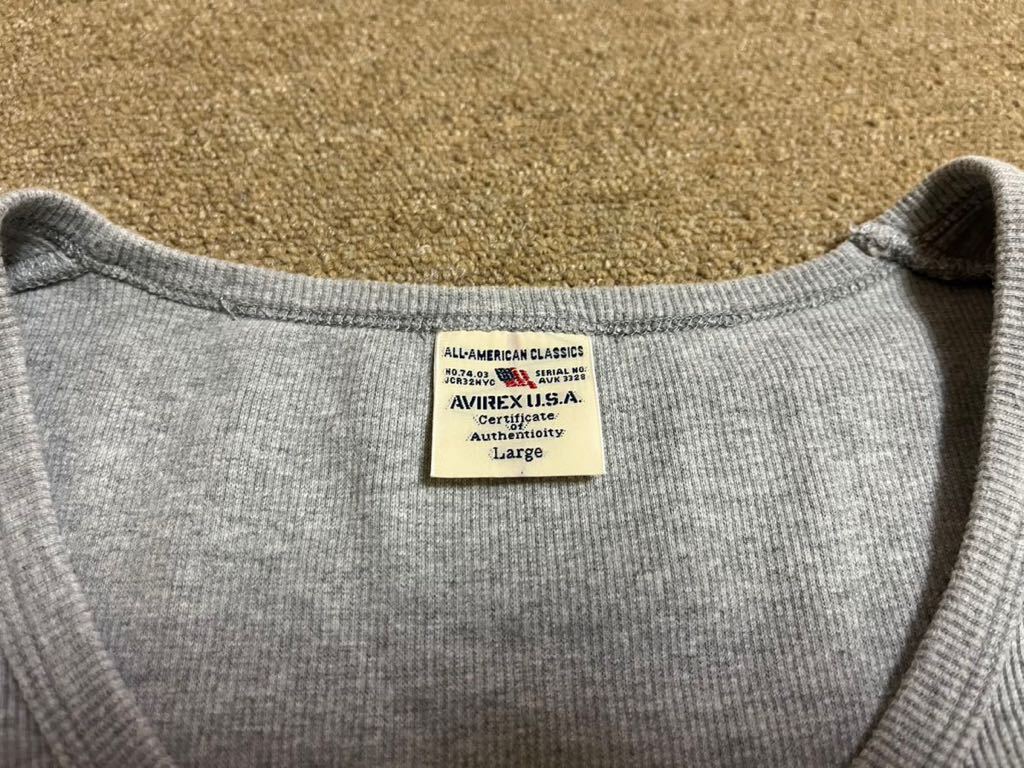 ALL-AMERICAN CLASSICS
NO.74.03 SERIAL NO:
JCR32NYC AVK 3328
AVIREX U.S.A.
Certificate
of
Authenticity
Large